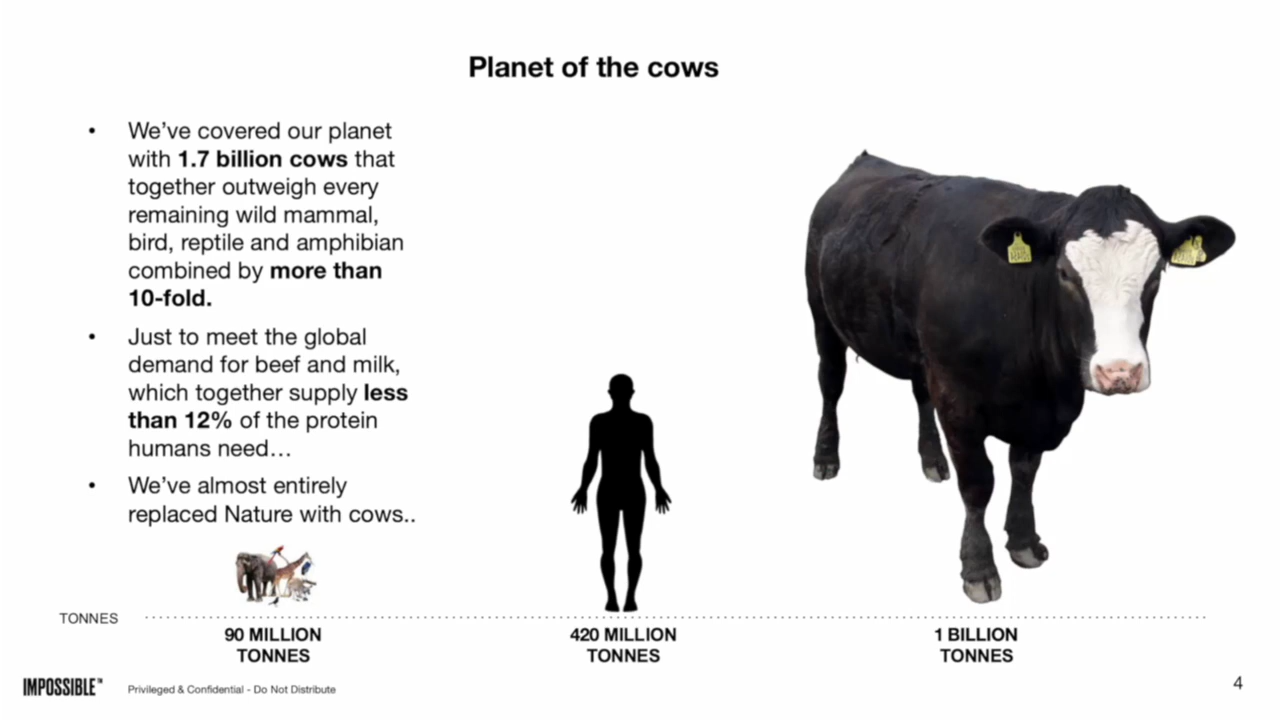 Planet of the cows
• We’ve covered our planet
with 1.7 billion cows that
together outweigh every
remaining wild mammal,
bird, reptile and amphibian
combined by more than
10-fold.
• Just to meet the global
demand for beef and milk,
which together supply less
than 12% of the protein
humans need…
• We’ve almost entirely
replaced Nature with cows..
TONNES
90 MILLION
TONNES
420 MILLION
TONNES
1 BILLION
TONNES
IMPOSSIBLE™
Privileged & Confidential - Do Not Distribute
4